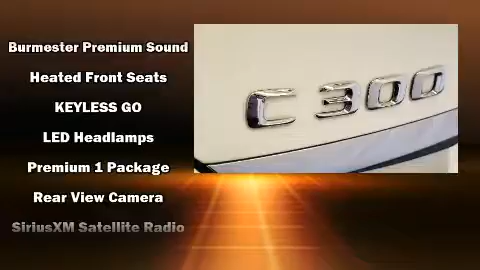 Burmester Premium Sound
Heated Front Seats
KEYLESS GO
LED Headlamps
Premium 1 Package
Rear View Camera
SiriusXM Satellite Radio
C 300